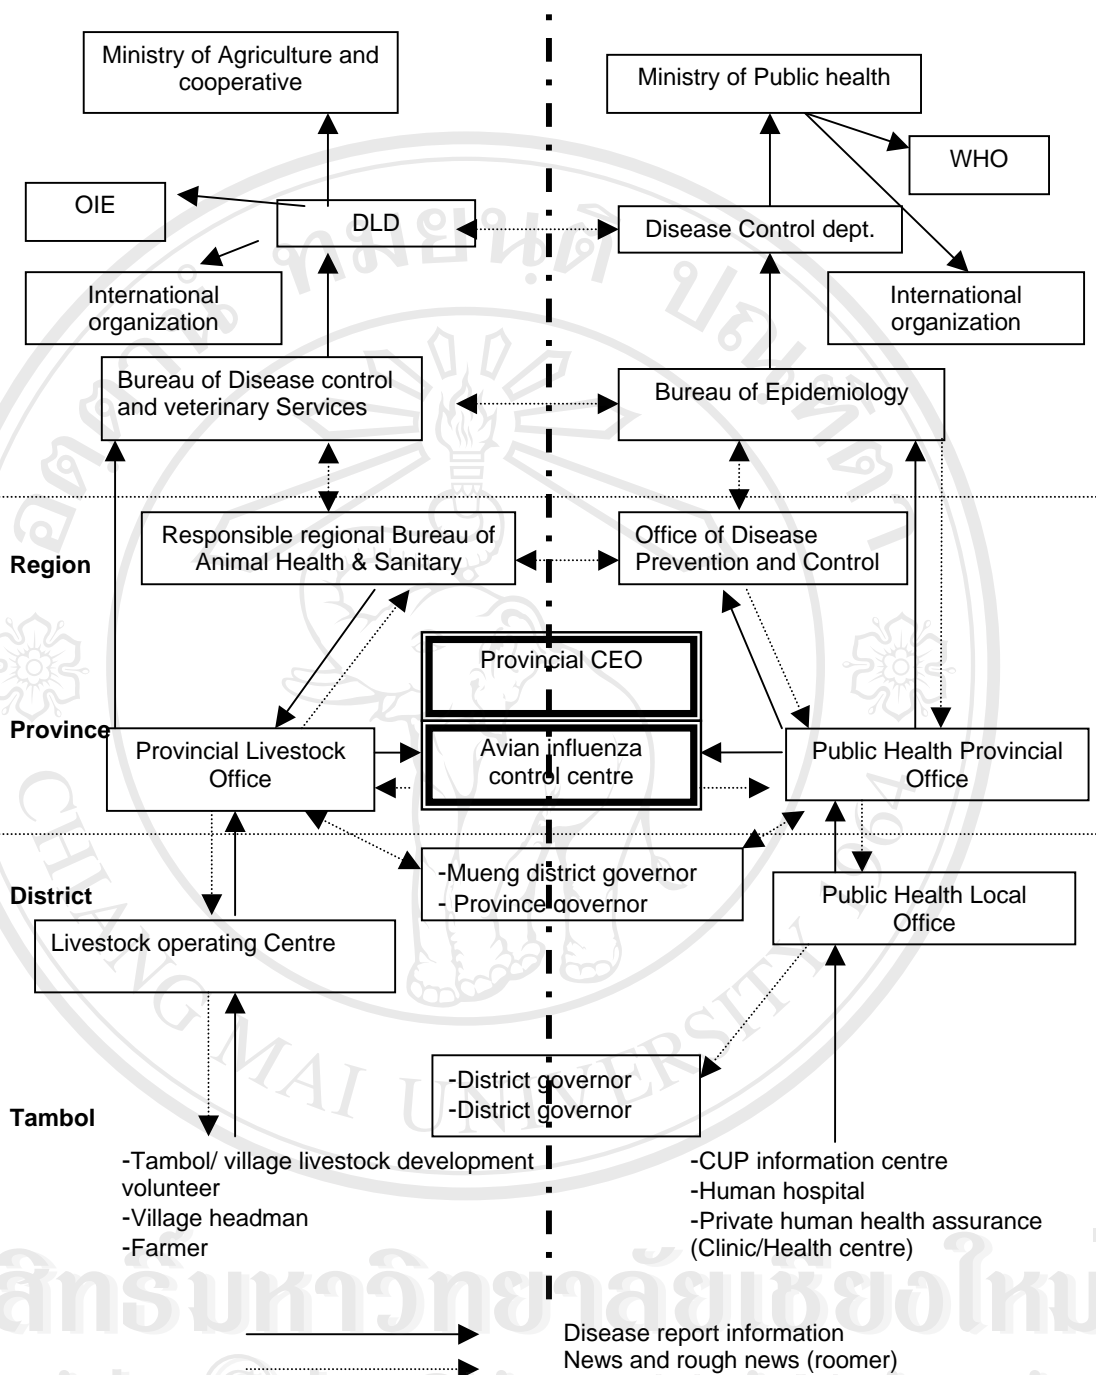 Ministry of Agriculture and
cooperative
Ministry of Public health
WHO
OIE
DLD
Disease Control dept.
International
organization
International
organization
Bureau of Disease control
and veterinary Services
Bureau of Epidemiology
Region
Responsible regional Bureau of
Animal Health & Sanitary
Office of Disease
Prevention and Control
Provincial CEO
Province
Provincial Livestock
Office
Avian influenza
control centre
Public Health Provincial
Office
District
-Mueng district governor
- Province governor
Public Health Local
Office
Livestock operating Centre
-District governor
-District governor
Tambol
-Tambol/ village livestock development
volunteer
-Village headman
-Farmer
-CUP information centre
-Human hospital
-Private human health assurance
(Clinic/Health centre)
Disease report information
News and rough news (roomer)
CHIANG MAI UNIVERSITY 1964